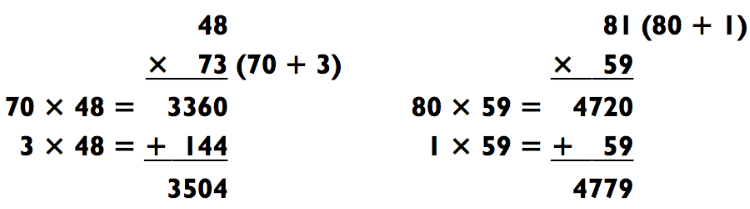 48
× 73 (70 + 3)
70 × 48 = 3360
3 × 48 = + 144
3504
81 (80 + 1)
× 59
80 × 59 = 4720
1 × 59 = + 59
4779